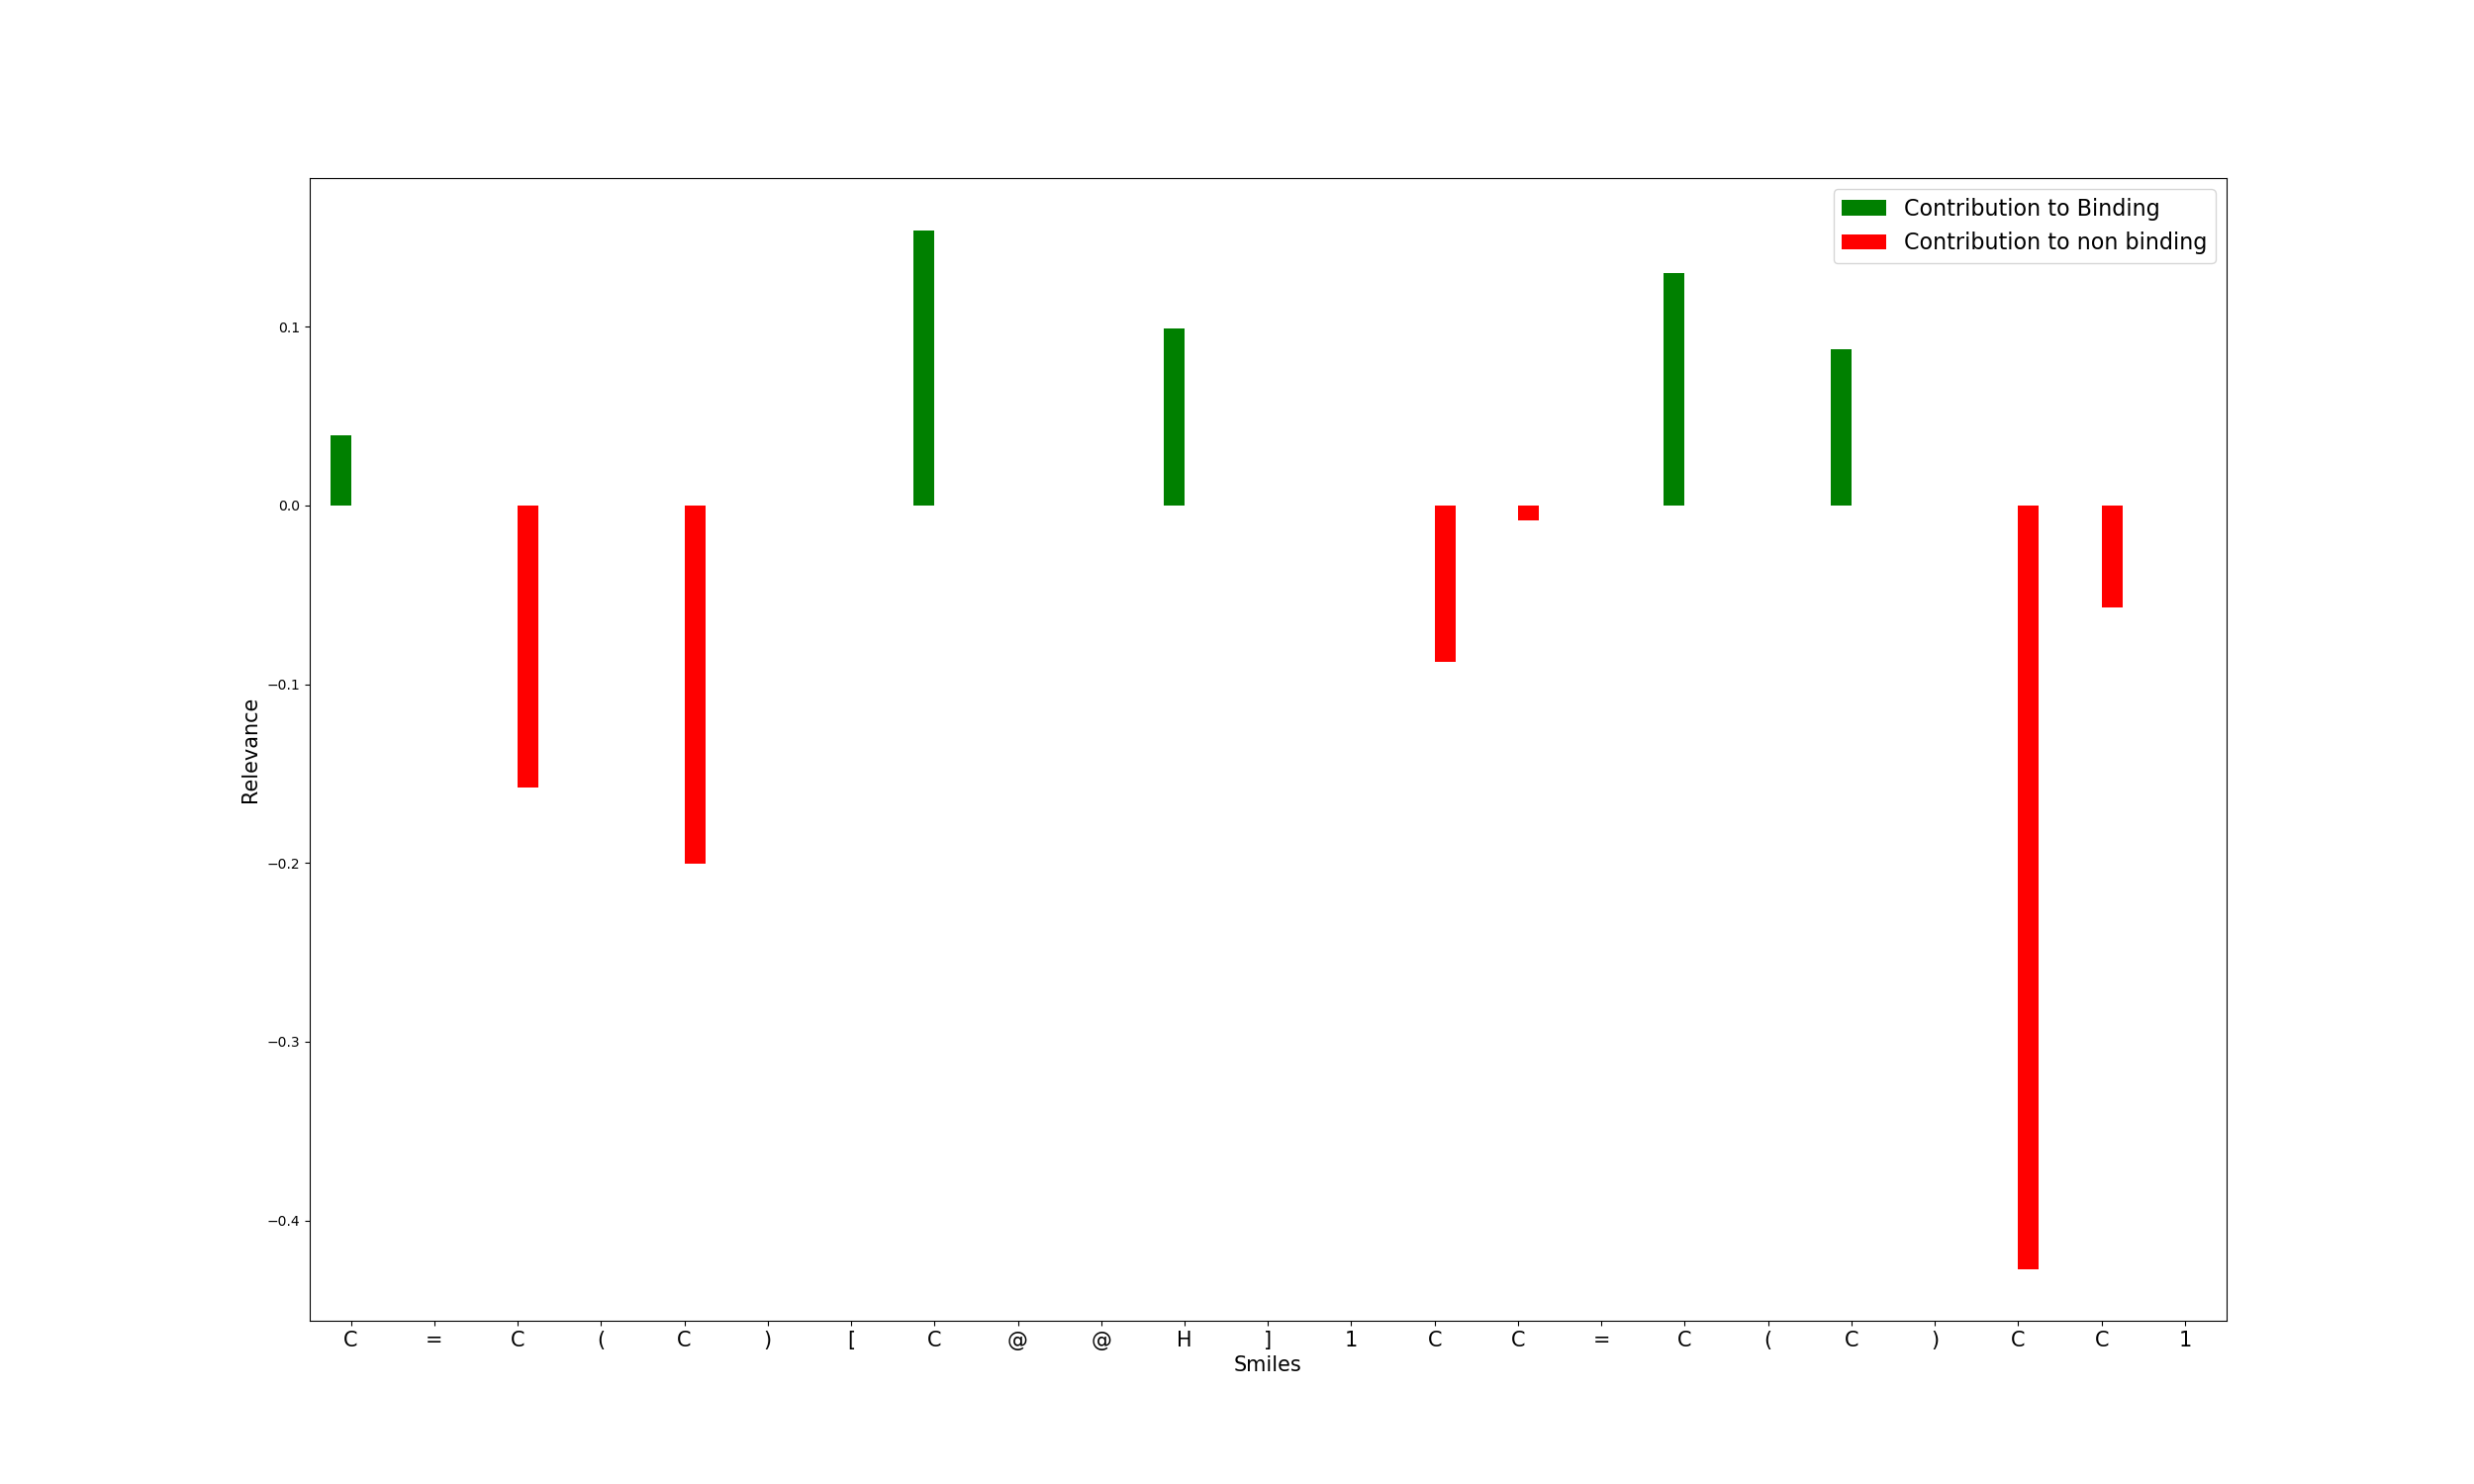 Contribution to Binding
Contribution to non binding
0.1
0.0
−0.1
−0.2
−0.3
−0.4
Relevance
C = C ( C ) [ C @ @ H ] 1 C C = C ( C ) C C 1
Smiles